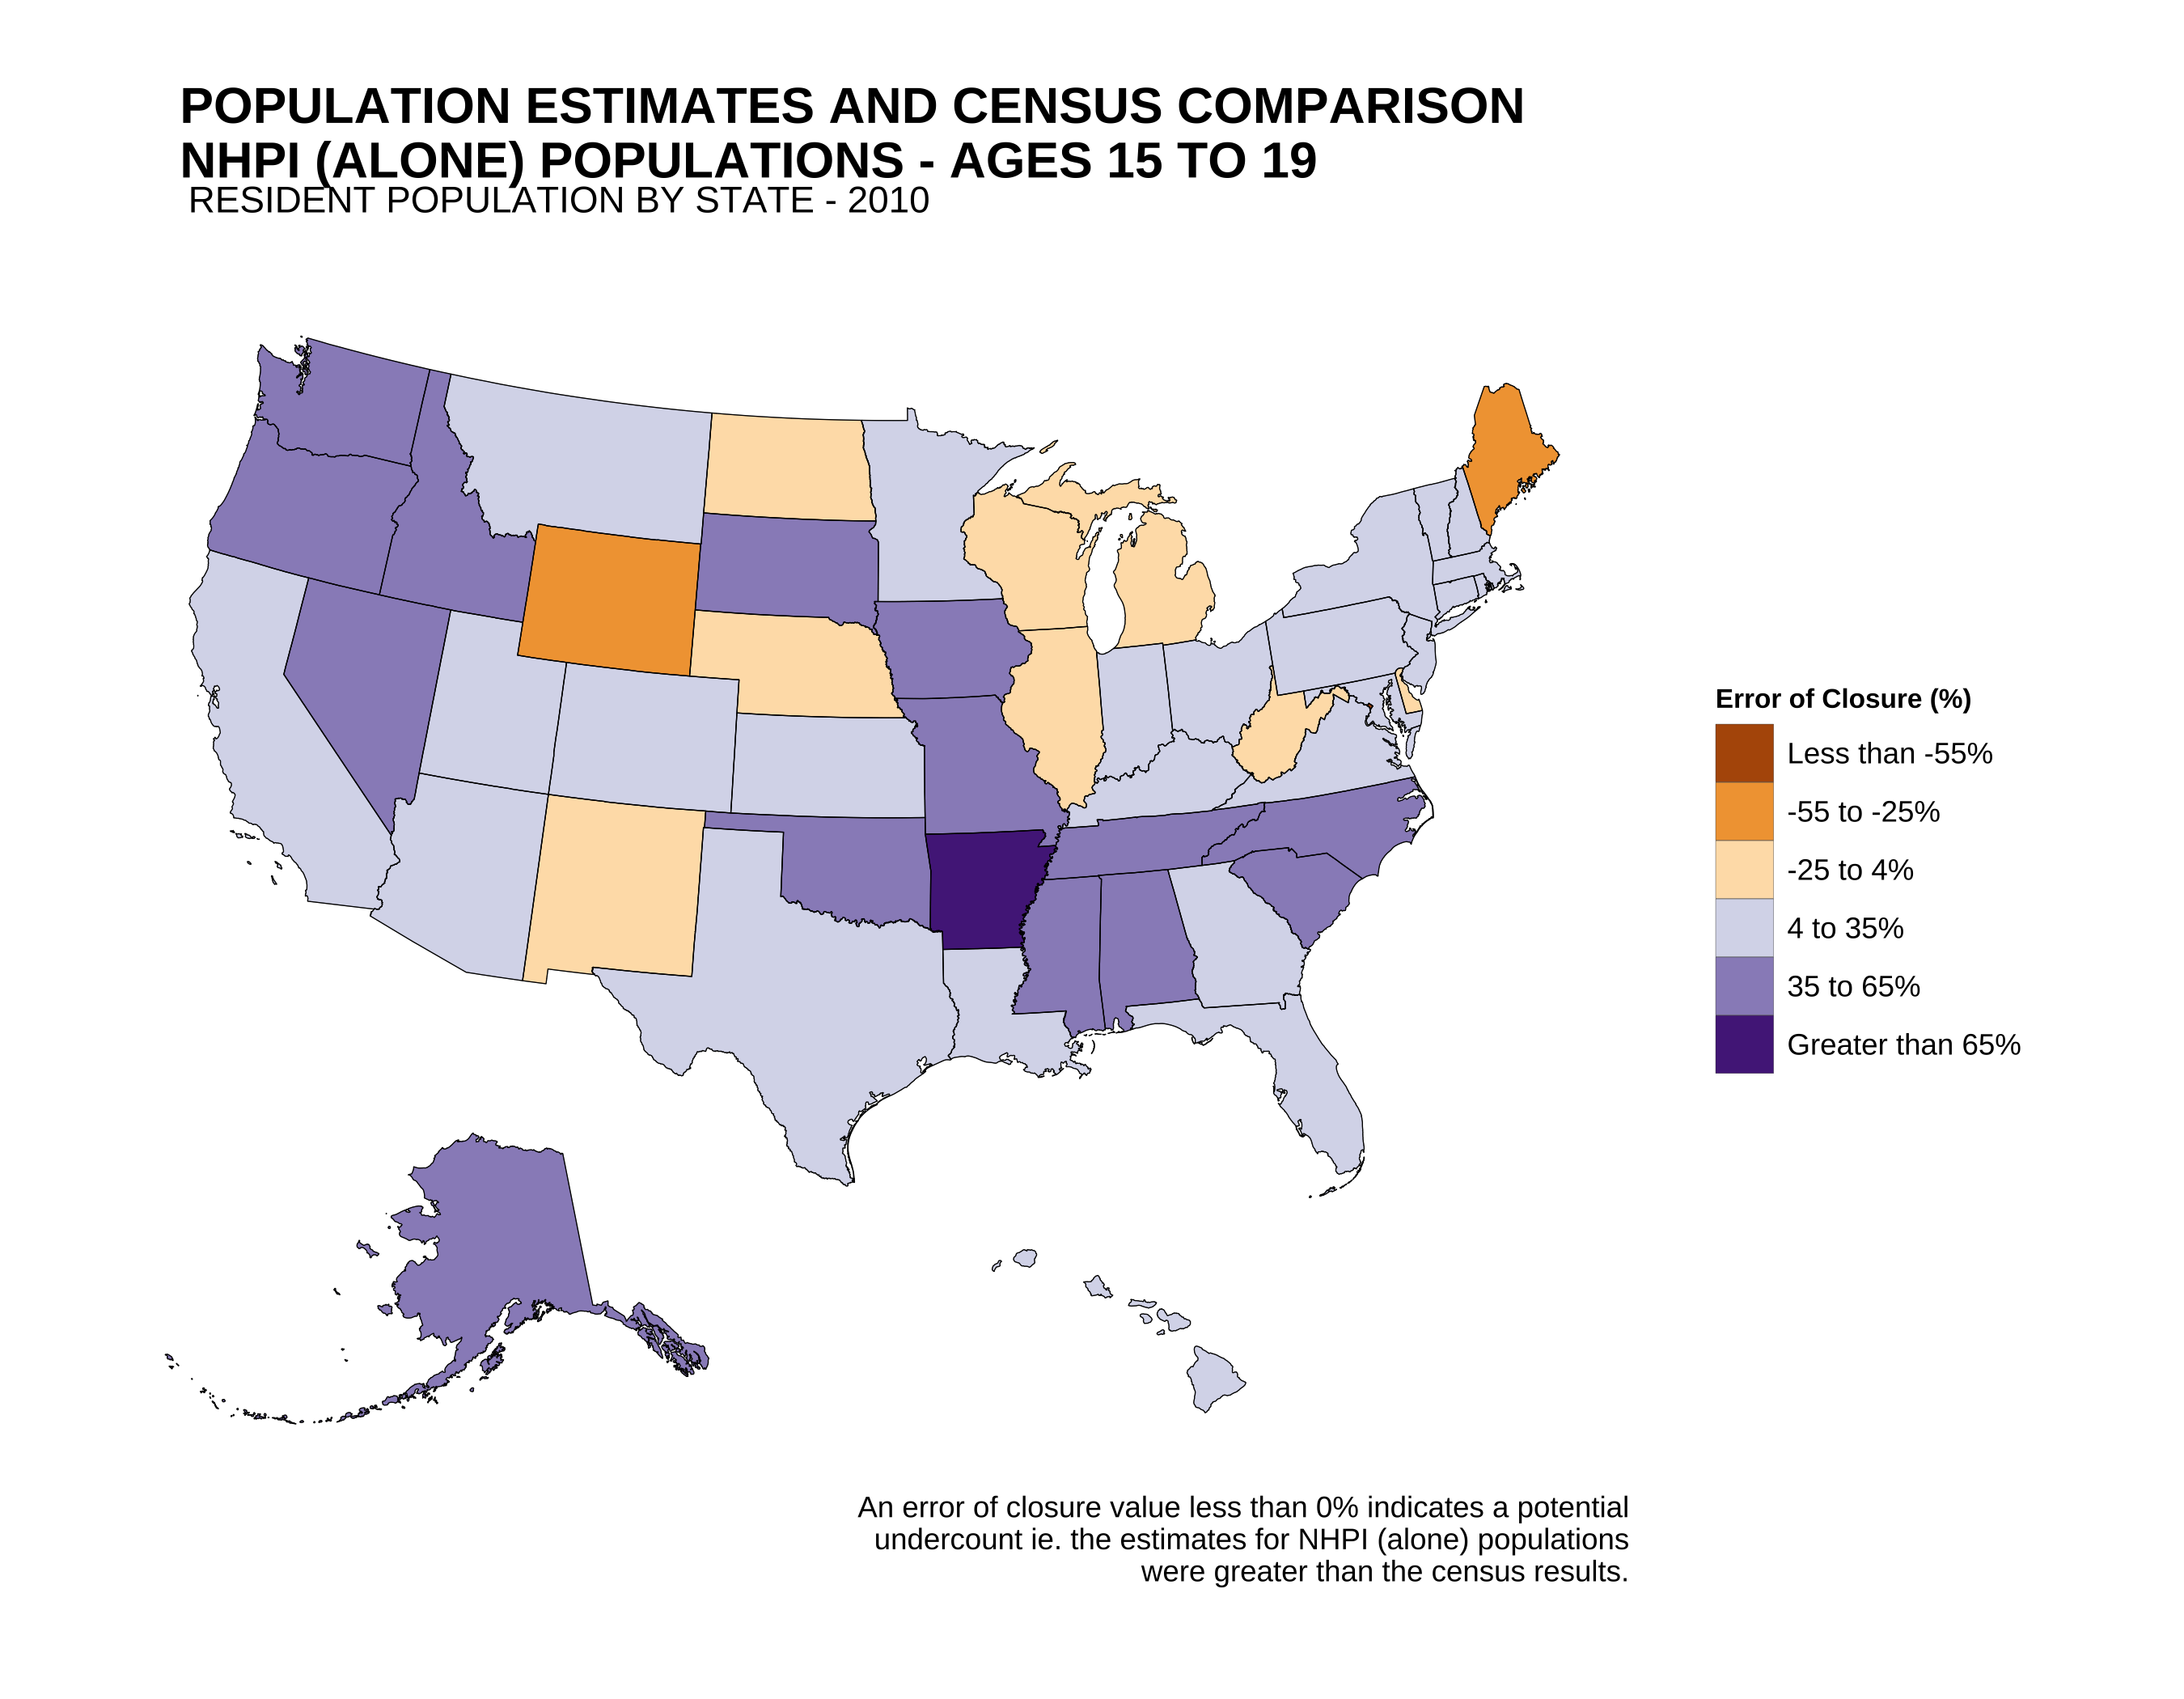 POPULATION ESTIMATES AND CENSUS COMPARISON
NHPI (ALONE) POPULATIONS - AGES 15 TO 19
RESIDENT POPULATION BY STATE - 2010
Error of Closure (%)
Less than -55%
-55 to -25%
-25 to 4%
4 to 35%
35 to 65%
Greater than 65%
An error of closure value less than 0% indicates a potential
undercount ie. the estimates for NHPI (alone) populations
were greater than the census results.